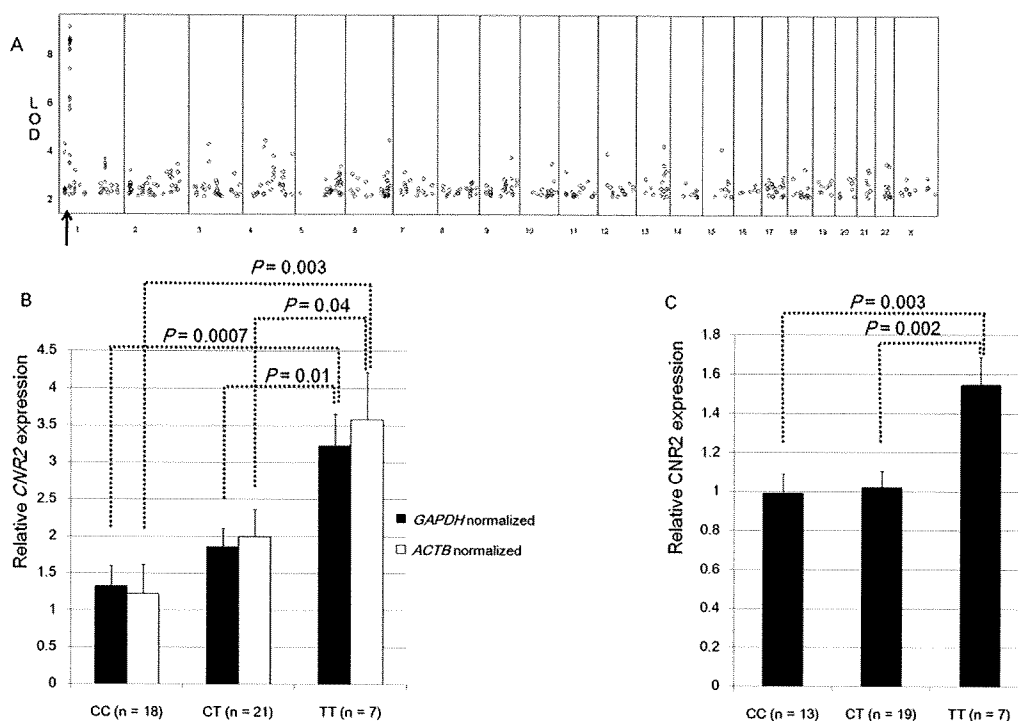 A
LOD
8
6
4
2
1 2 3 4 5 6 7 8 9 10 11 12 13 14 15 16 17 18 19 20 21 22 X
B
P = 0.003
P = 0.04
P = 0.0007
P = 0.01
Relative CNR2 expression
4.5
4
3.5
3
2.5
2
1.5
1
0.5
0
CC (n = 18) CT (n = 21) TT (n = 7)
GAPDH normalized
ACTB normalized
C
P = 0.003
P = 0.002
Relative CNR2 expression
1.8
1.6
1.4
1.2
1
0.8
0.6
0.4
0.2
0
CC (n = 13) CT (n = 19) TT (n = 7)